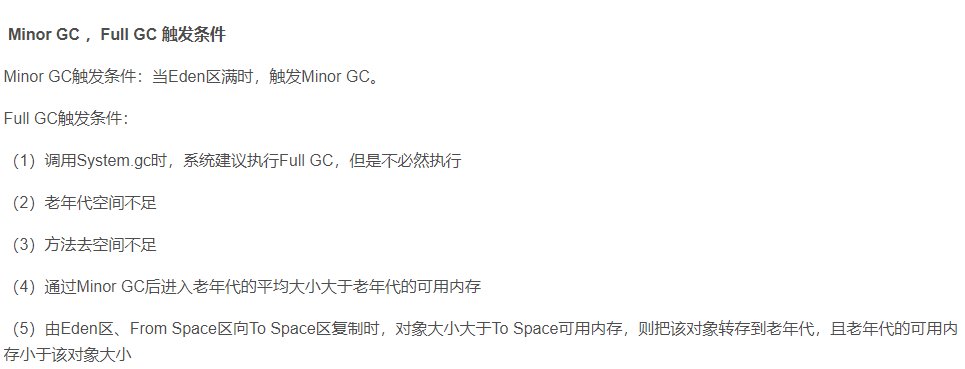 Minor GC ，Full GC 触发条件
Minor GC触发条件：当Eden区满时，触发Minor GC。
Full GC触发条件：
（1）调用System.gc时，系统建议执行Full GC，但是不必然执行
（2）老年代空间不足
（3）方法去空间不足
（4）通过Minor GC后进入老年代的平均大小大于老年代的可用内存
（5）由Eden区、From Space区向To Space区复制时，对象大小大于To Space可用内存，则把该对象转存到老年代，且老年代的可用内
存小于该对象大小